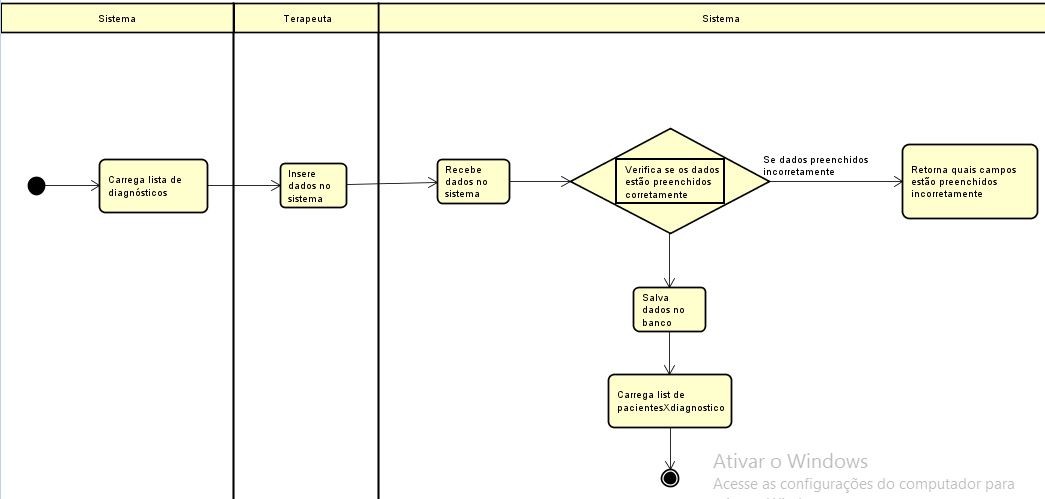 Sistema
Terapeuta
Sistema
Carrega lista de
diagnósticos
Insere
dados no
sistema
Recebe
dados no
sistema
Verifica se os dados
estão preenchidos
corretamente
Se dados preenchidos
incorretamente
Retorna quais campos
estão preenchidos
incorretamente
Salva
dados no
banco
Carrega list de
pacientesXdiagnostico
Ativar o Windows
Acesse as configurações do computador para